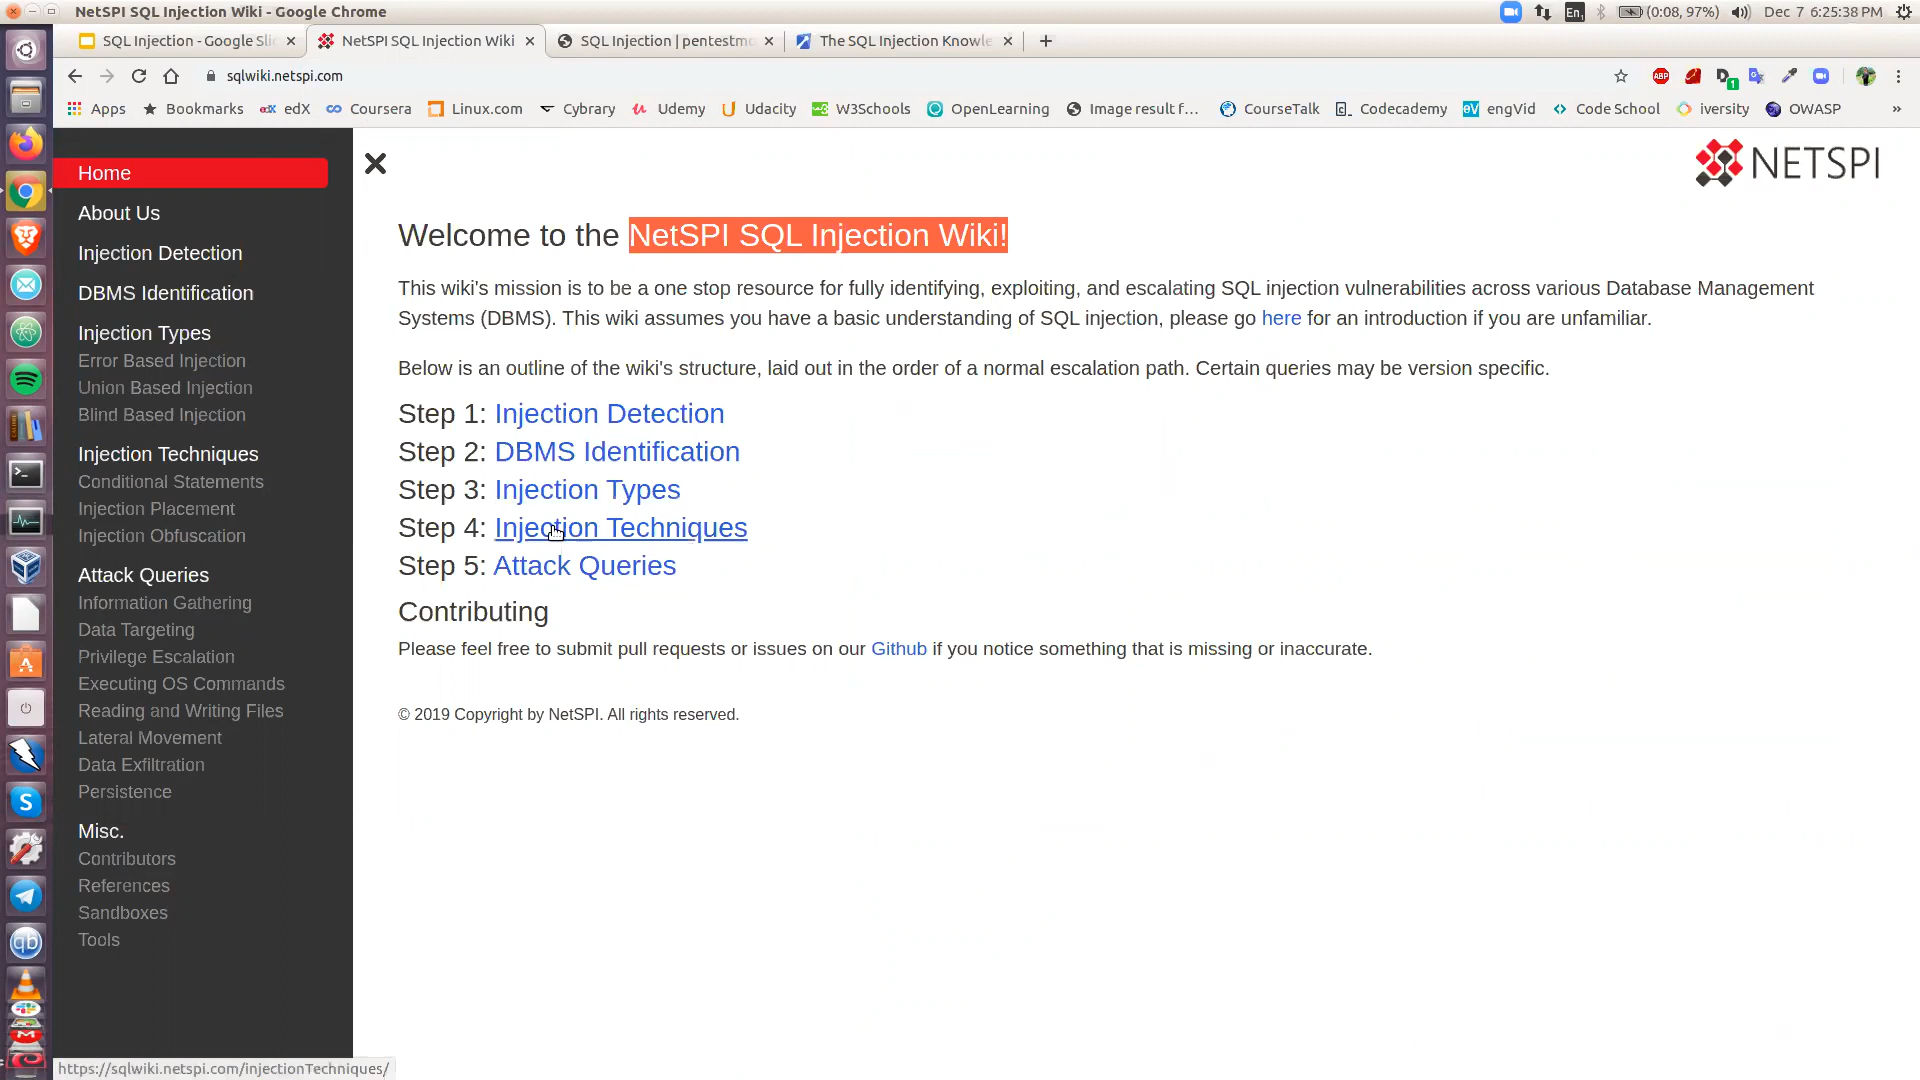 NetSPI SQL Injection Wiki - Google Chrome
En
(0:08, 97%)
Dec 7 6:25:38 PM
SQL Injection - Google Slid
NetSPI SQL Injection Wiki
SQL Injection | pentestmo
The SQL Injection Knowle
sqlwiki.netspi.com
ABP
1
Apps
Bookmarks
edX
Coursera
Linux.com
Cybrary
Udemy
Udacity
W3Schools
OpenLearning
Image result f...
CourseTalk
Codecademy
engVid
Code School
iversity
OWASP
»
Home
About Us
Injection Detection
DBMS Identification
Injection Types
Error Based Injection
Union Based Injection
Blind Based Injection
Injection Techniques
Conditional Statements
Injection Placement
Injection Obfuscation
Attack Queries
Information Gathering
Data Targeting
Privilege Escalation
Executing OS Commands
Reading and Writing Files
Lateral Movement
Data Exfiltration
Persistence
Misc.
Contributors
References
Sandboxes
Tools
NETSPI
Welcome to the NetSPI SQL Injection Wiki!
This wiki's mission is to be a one stop resource for fully identifying, exploiting, and escalating SQL injection vulnerabilities across various Database Management
Systems (DBMS). This wiki assumes you have a basic understanding of SQL injection, please go here for an introduction if you are unfamiliar.
Below is an outline of the wiki's structure, laid out in the order of a normal escalation path. Certain queries may be version specific.
Step 1: Injection Detection
Step 2: DBMS Identification
Step 3: Injection Types
Step 4: Injection Techniques
Step 5: Attack Queries
Contributing
Please feel free to submit pull requests or issues on our Github if you notice something that is missing or inaccurate.
© 2019 Copyright by NetSPI. All rights reserved.
https://sqlwiki.netspi.com/injectionTechniques/